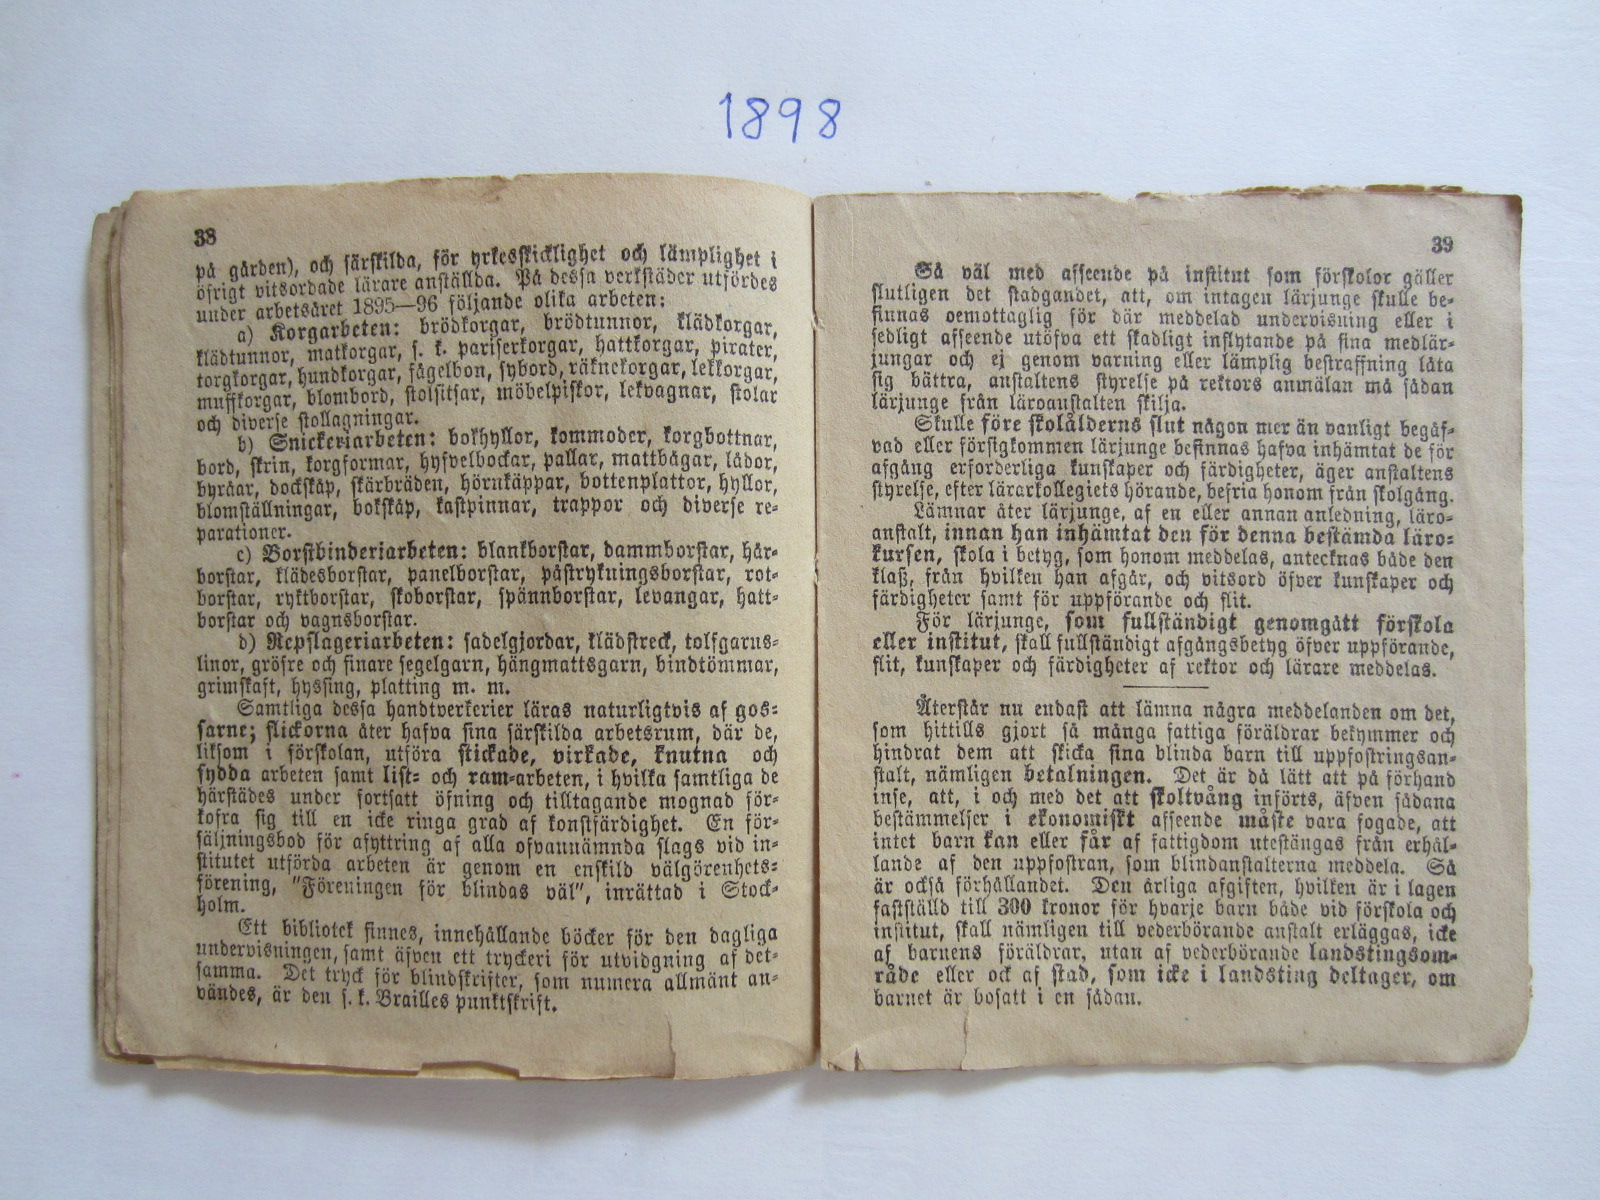 1898
38
på gården), och särskilda, för yrkesskicklighet och lämplighet i
öfrigt vitsordade lärare anställda. På dessa verkstäder utfördes
under arbetsåret 1895—96 följande olika arbeten:
a) Korgarbeten: brödkorgar, brödtunnor, klädkorgar,
klädtunnor, matkorgar, s. k. pariserkorgar, hattkorgar, pirater,
torgkorgar, hundkorgar, fågelbon, sybord, räknekorgar, lekkorgar,
muffkorgar, blombord, stolsitsar, möbelpiskor, lekvagnar, stolar
och diverse stollagningar.
b) Snickeriarbeten: bokhyllor, kommoder, korgbottnar,
bord, skrin, korgformar, hyfvelbockar, pallar, mattbågar, lådor,
byråar, dockskåp, skärbräden, hörnkäppar, bottenplattor, hyllor,
blomställningar, bokskåp, kastpinnar, trappor och diverse re-
parationer.
c) Borstbinderiarbeten: blankborstar, dammborstar, hår-
borstar, klädesborstar, panelborstar, påstrykningsborstar, rot-
borstar, ryktborstar, skoborstar, spännborstar, levangar, hatt-
borstar och vagnsborstar.
d) Repslageriarbeten: sadelgjordar, klädstreck, tolfgarns-
linor, gröfre och finare segelgarn, hängmattsgarn, bindtömmar,
grimskaft, hyssing, platting m. m.
Samtliga dessa handtverkerier läras naturligtvis af gos-
sarne; flickorna åter hafva sina särskilda arbetsrum, där de,
liksom i förskolan, utföra stickade, virkade, knutna och
sydda arbeten samt list- och ram-arbeten, i hvilka samtliga de
härstädes under fortsatt öfning och tilltagande mognad för-
kofra sig till en icke ringa grad af konstfärdighet. En för-
säljningsbod för afyttring af alla ofvannämnda slags vid in-
stitutet utförda arbeten är genom en enskild välgörenhets-
förening, "Föreningen för blindas väl", inrättad i Stock-
holm.
Ett bibliotek finnes, innehållande böcker för den dagliga
undervisningen, samt äfven ett tryckeri för utvidgning af det-
samma. Det tryck för blindskrifter, som numera allmänt an-
vändes, är den s. k. Brailles punktskrift.
39
Så väl med afseende på institut som förskolor gäller
slutligen det stadgandet, att, om intagen lärjunge skulle be-
finnas oemottaglig för där meddelad undervisning eller i
sedligt afseende utöfva ett skadligt inflytande på sina medlär-
jungar och ej genom varning eller lämplig bestraffning låta
sig bättra, anstaltens styrelse på rektors anmälan må sådan
lärjunge från läroanstalten skilja.
Skulle före skolålderns slut någon mer än vanligt begåf-
vad eller försigkommen lärjunge befinnas hafva inhämtat de för
afgång erforderliga kunskaper och färdigheter, äger anstaltens
styrelse, efter lärarkollegiets hörande, befria honom från skolgång.
Lämnar åter lärjunge, af en eller annan anledning, läro-
anstalt, innan han inhämtat den för denna bestämda läro-
kursen, skola i betyg, som honom meddelas, antecknas både den
klaß, från hvilken han afgår, och vitsord öfver kunskaper och
färdigheter samt för uppförande och flit.
För lärjunge, som fullständigt genomgått förskola
eller institut, skall fullständigt afgångsbetyg öfver uppförande,
flit, kunskaper och färdigheter af rektor och lärare meddelas.
Återstår nu endast att lämna några meddelanden om det,
som hittills gjort så många fattiga föräldrar bekymmer och
hindrat dem att skicka sina blinda barn till uppfostringsan-
stalt, nämligen betalningen. Det är då lätt att på förhand
inse, att, i och med det att skoltvång införts, äfven sådana
bestämmelser i ekonomiskt afseende måste vara fogade, att
intet barn kan eller får af fattigdom utestängas från erhål-
lande af den uppfostran, som blindanstalterna meddela. Så
är också förhållandet. Den årliga afgiften, hvilken är i lagen
fastställd till 300 kronor för hvarje barn både vid förskola och
institut, skall nämligen till vederbörande anstalt erläggas, icke
af barnens föräldrar, utan af vederbörande landstingsom-
råde eller ock af stad, som icke i landsting deltager, om
barnet är bosatt i en sådan.